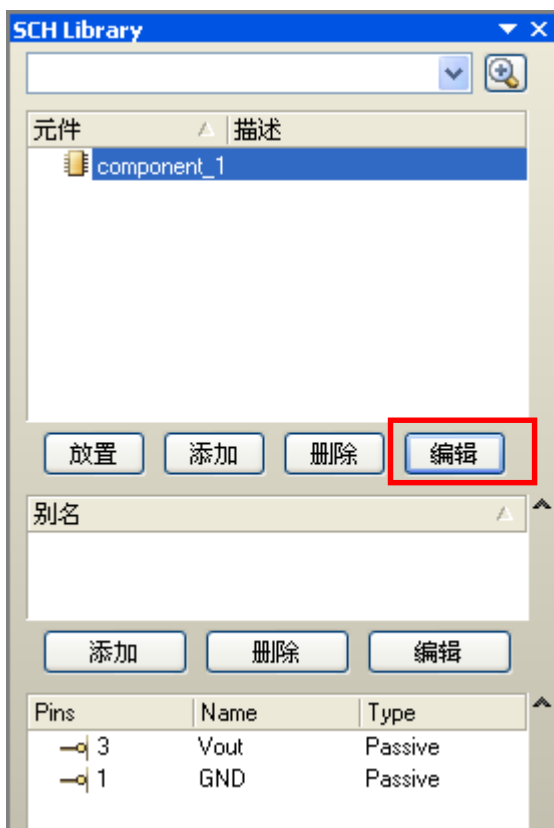 SCH Library
元件 描述
component_1
放置 添加 删除 编辑
别名
添加 删除 编辑
Pins Name Type
3 Vout Passive
1 GND Passive